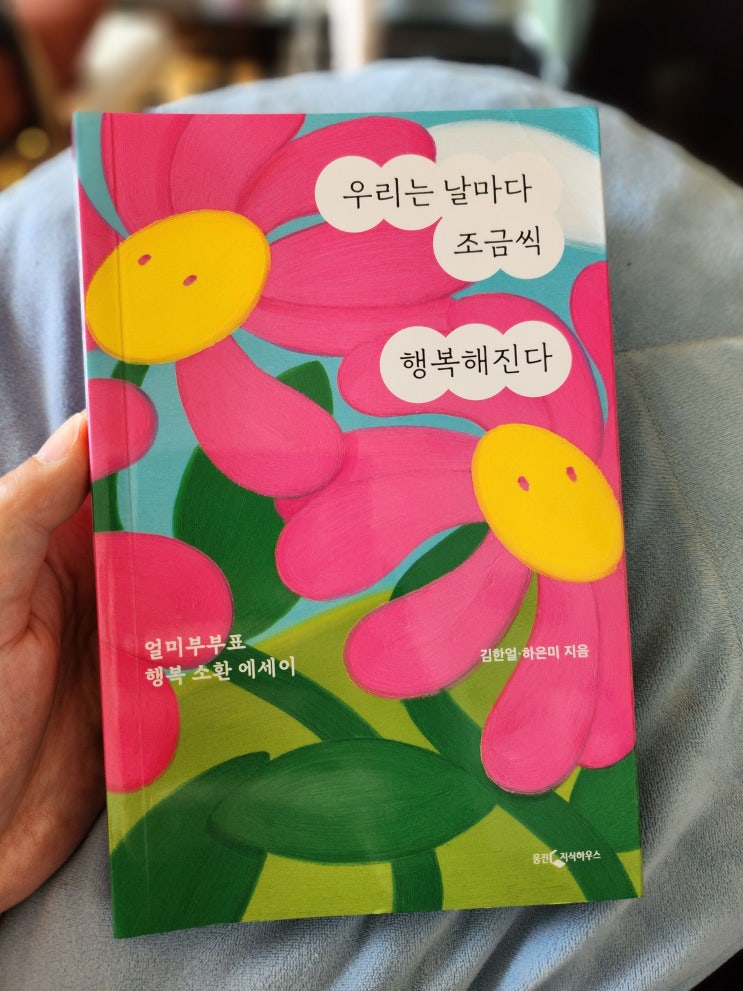 우리는 날마다
조금씩
행복해진다
얼미부부표
행복 소환 에세이
김한얼·하은미 지음
웅진 지식하우스